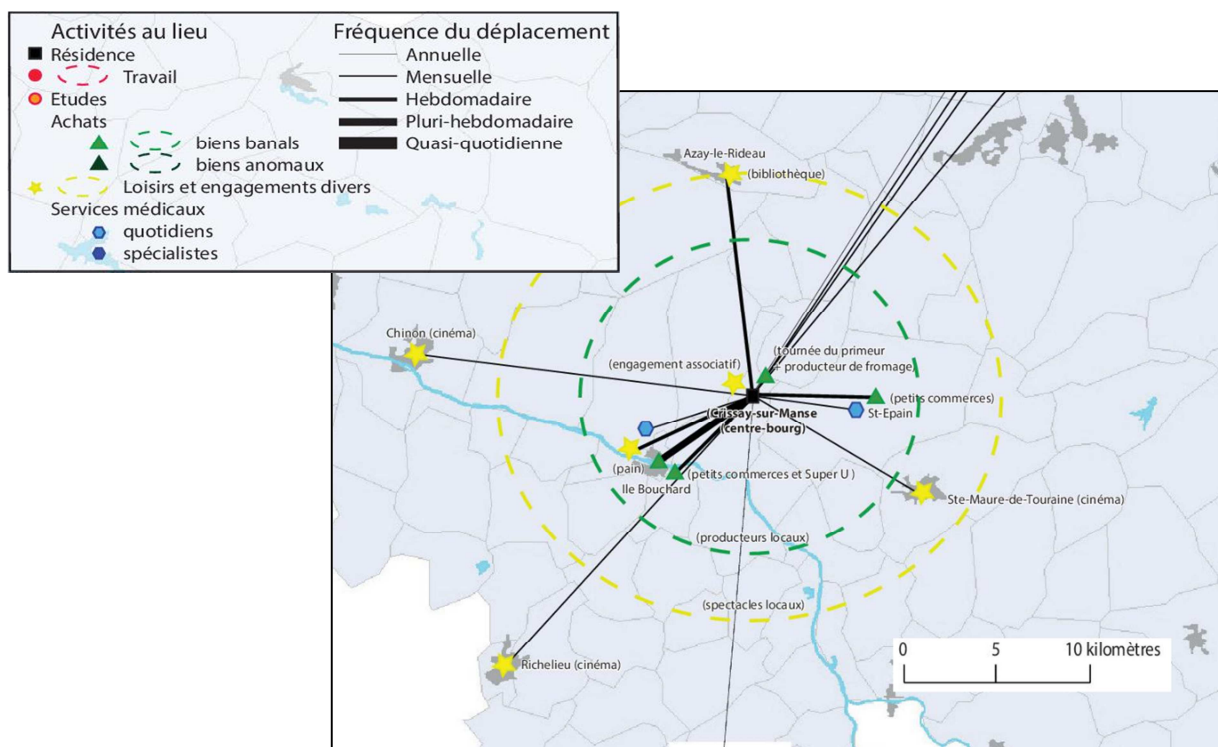 Activités au lieu
Résidence
Travail
Etudes
Achats
biens banals
biens anomaux
Loisirs et engagements divers
Services médicaux
quotidiens
spécialistes
Fréquence du déplacement
Annuelle
Mensuelle
Hebdomadaire
Pluri-hebdomadaire
Quasi-quotidienne
Azay-le-Rideau
(bibliothèque)
Chinon (cinéma)
(engagement associatif)
(tournée du primeur
+ producteur de fromage)
(petits commerces)
St-Epain
(Crissay-sur-Manse
(centre-bourg)
(pain)
(petits commerces et Super U)
Ile Bouchard
Ste-Maure-de-Touraine (cinéma)
(producteurs locaux)
(spectacles locaux)
Richelieu (cinéma)
0 5 10 kilomètres